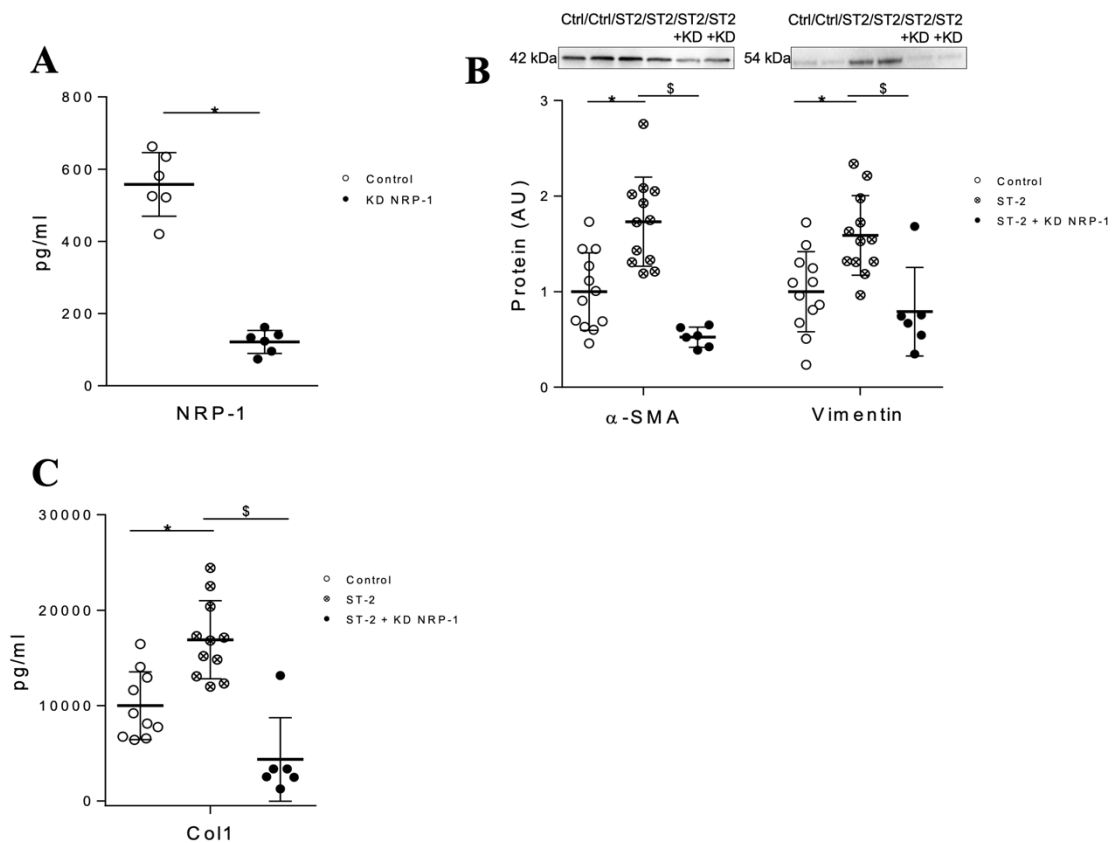 A
800
600
400
200
0
pg/ml
*
NRP-1
Control
KD NRP-1
B
Ctrl/Ctrl/ST2/ST2/ST2/ST2
+KD +KD
42 kDa
Ctrl/Ctrl/ST2/ST2/ST2/ST2
+KD +KD
54 kDa
3
2
1
0
Protein (AU)
* $
* $
α-SMA
Vimentin
Control
ST-2
ST-2 + KD NRP-1
C
30000
20000
10000
0
pg/ml
* $
Col1
Control
ST-2
ST-2 + KD NRP-1